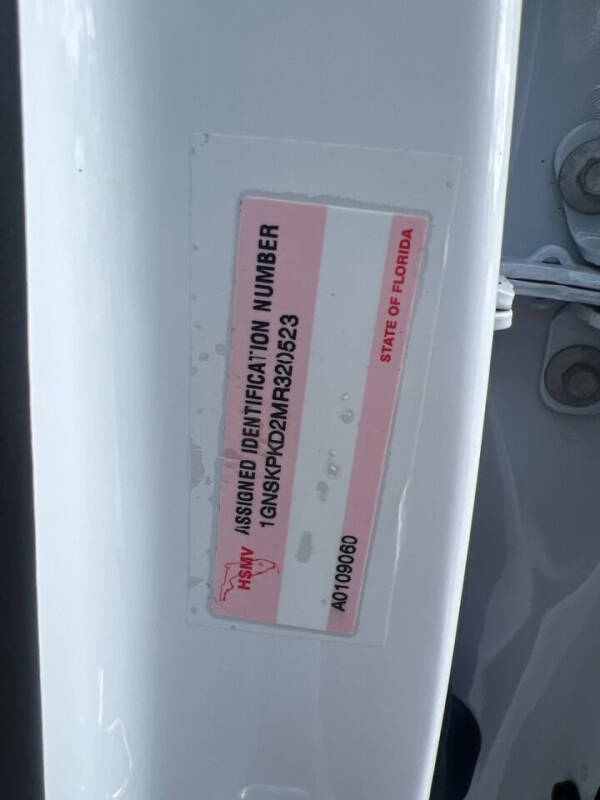 HSMV
ASSIGNED IDENTIFICATION NUMBER
1GNSKPKD2MR320523
A0109060
STATE OF FLORIDA